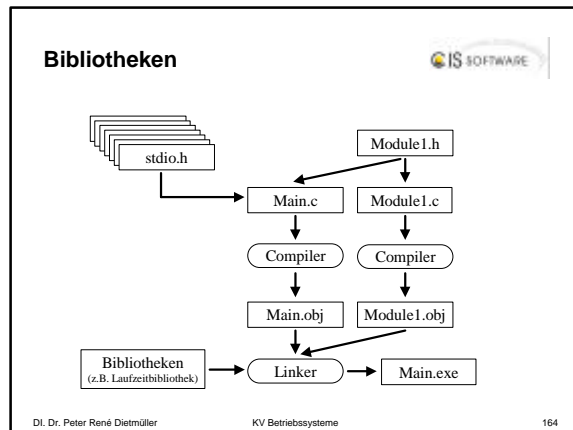 Bibliotheken
CIS SOFTWARE
stdio.h
Module1.h
Main.c
Module1.c
Compiler
Compiler
Main.obj
Module1.obj
Bibliotheken
(z.B. Laufzeitbibliothek)
Linker
Main.exe
DI. Dr. Peter René Dietmüller
KV Betriebssysteme
164